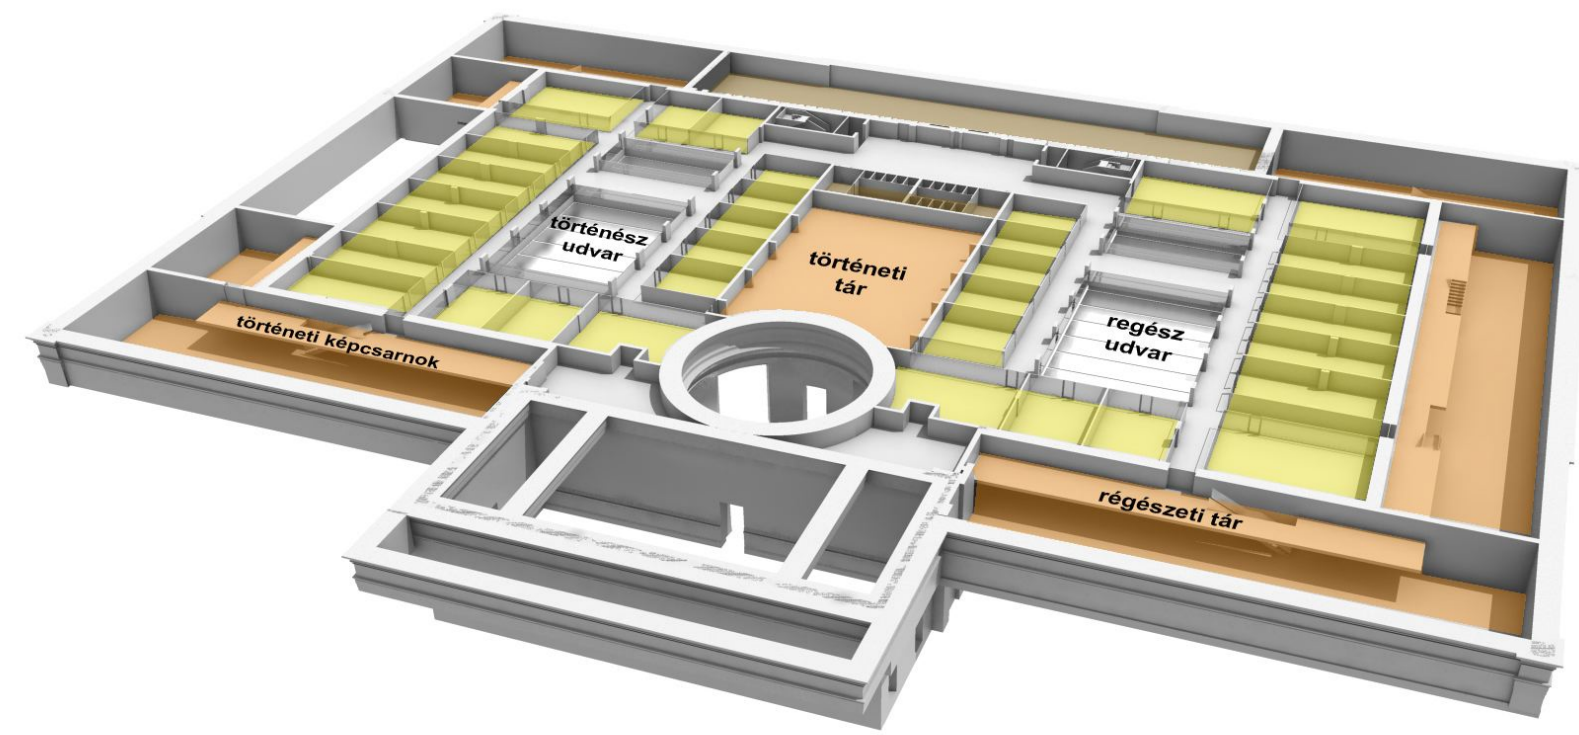 történész
udvar
történeti
tár
regész
udvar
történeti képcsarnok
régészeti tár